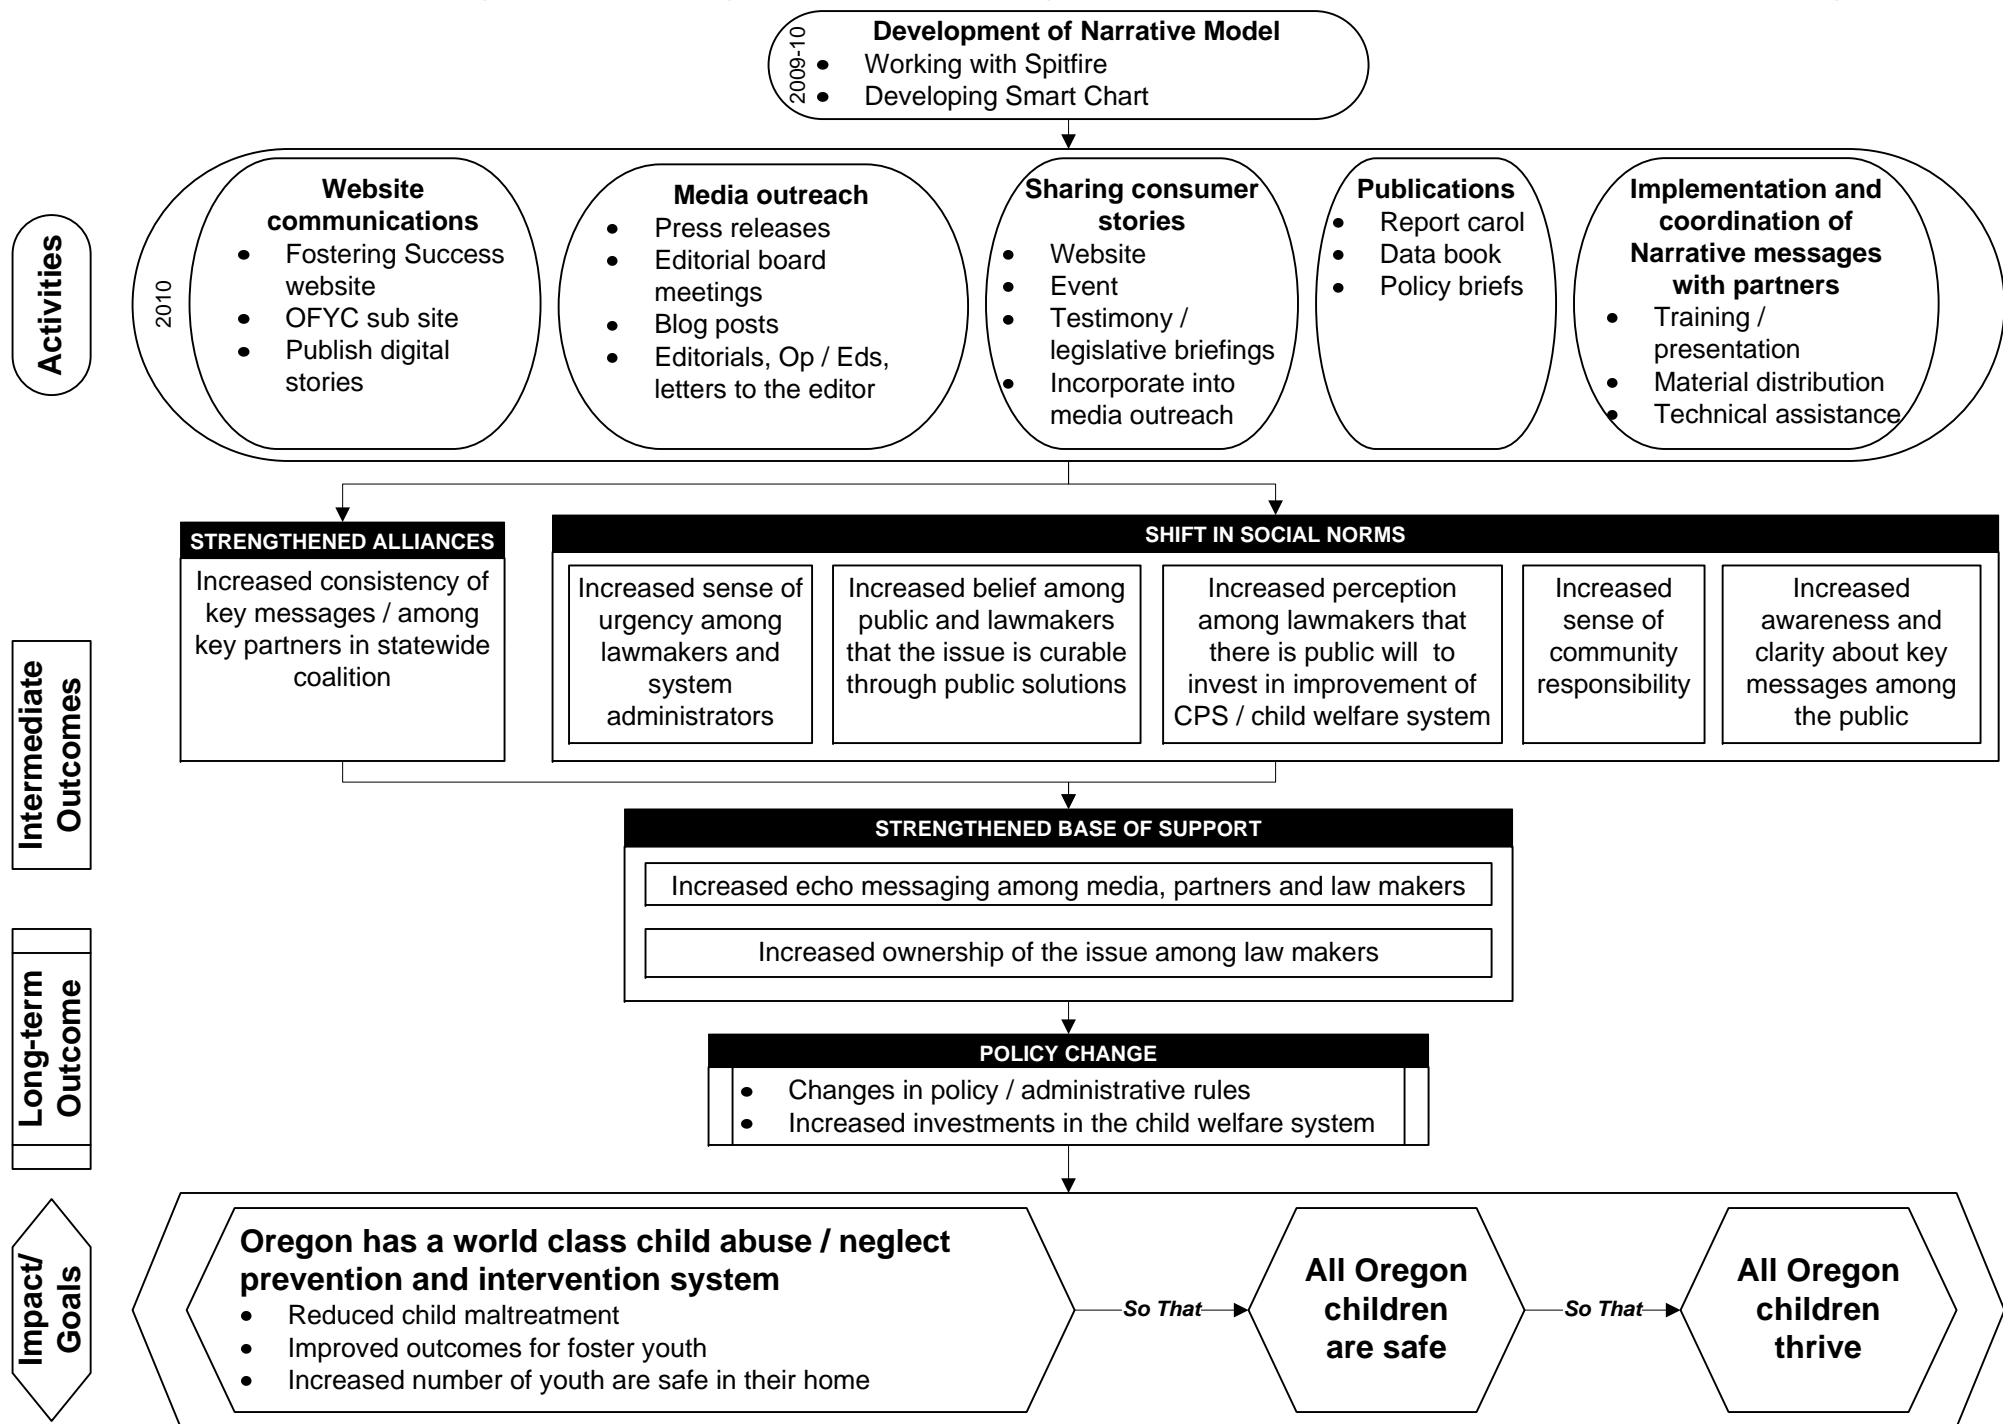 Development of Narrative Model
2009-10
• Working with Spitfire
• Developing Smart Chart
Activities
2010
Website
communications
• Fostering Success
website
• OFYC sub site
• Publish digital
stories
Media outreach
• Press releases
• Editorial board
meetings
• Blog posts
• Editorials, Op / Eds,
letters to the editor
Sharing consumer
stories
• Website
• Event
• Testimony /
legislative briefings
• Incorporate into
media outreach
Publications
• Report carol
• Data book
• Policy briefs
Implementation and
coordination of
Narrative messages
with partners
• Training /
presentation
• Material distribution
• Technical assistance
Intermediate
Outcomes
STRENGTHENED ALLIANCES
Increased consistency of
key messages / among
key partners in statewide
coalition
SHIFT IN SOCIAL NORMS
Increased sense of
urgency among
lawmakers and
system
administrators
Increased belief among
public and lawmakers
that the issue is curable
through public solutions
Increased perception
among lawmakers that
there is public will to
invest in improvement of
CPS / child welfare system
Increased
sense of
community
responsibility
Increased
awareness and
clarity about key
messages among
the public
STRENGTHENED BASE OF SUPPORT
Increased echo messaging among media, partners and law makers
Increased ownership of the issue among law makers
Long-term
Outcome
POLICY CHANGE
• Changes in policy / administrative rules
• Increased investments in the child welfare system
Impact/
Goals
Oregon has a world class child abuse / neglect
prevention and intervention system
• Reduced child maltreatment
• Improved outcomes for foster youth
• Increased number of youth are safe in their home
So That
All Oregon
children
are safe
So That
All Oregon
children
thrive